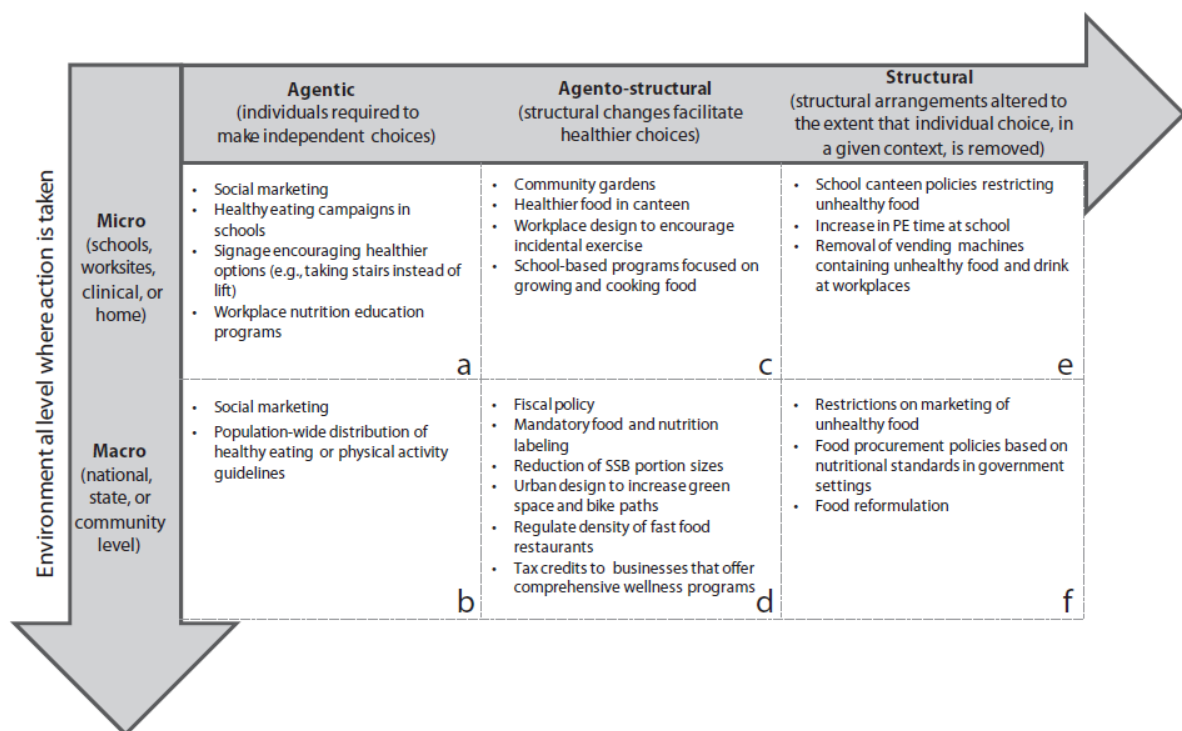 Agentic
(individuals required to
make independent choices)
Agento-structural
(structural changes facilitate
healthier choices)
Structural
(structural arrangements altered to
the extent that individual choice, in
a given context, is removed)
Environmental level where action is taken
Micro
(schools,
worksites,
clinical, or
home)
• Social marketing
• Healthy eating campaigns in
schools
• Signage encouraging healthier
options (e.g., taking stairs instead of
lift)
• Workplace nutrition education
programs
a
• Community gardens
• Healthier food in canteen
• Workplace design to encourage
incidental exercise
• School-based programs focused on
growing and cooking food
c
• School canteen policies restricting
unhealthy food
• Increase in PE time at school
• Removal of vending machines
containing unhealthy food and drink
at workplaces
e
Macro
(national,
state, or
community
level)
• Social marketing
• Population-wide distribution of
healthy eating or physical activity
guidelines
b
• Fiscal policy
• Mandatory food and nutrition
labeling
• Reduction of SSB portion sizes
• Urban design to increase green
space and bike paths
• Regulate density of fast food
restaurants
• Tax credits to businesses that offer
comprehensive wellness programs
d
• Restrictions on marketing of
unhealthy food
• Food procurement policies based on
nutritional standards in government
settings
• Food reformulation
f